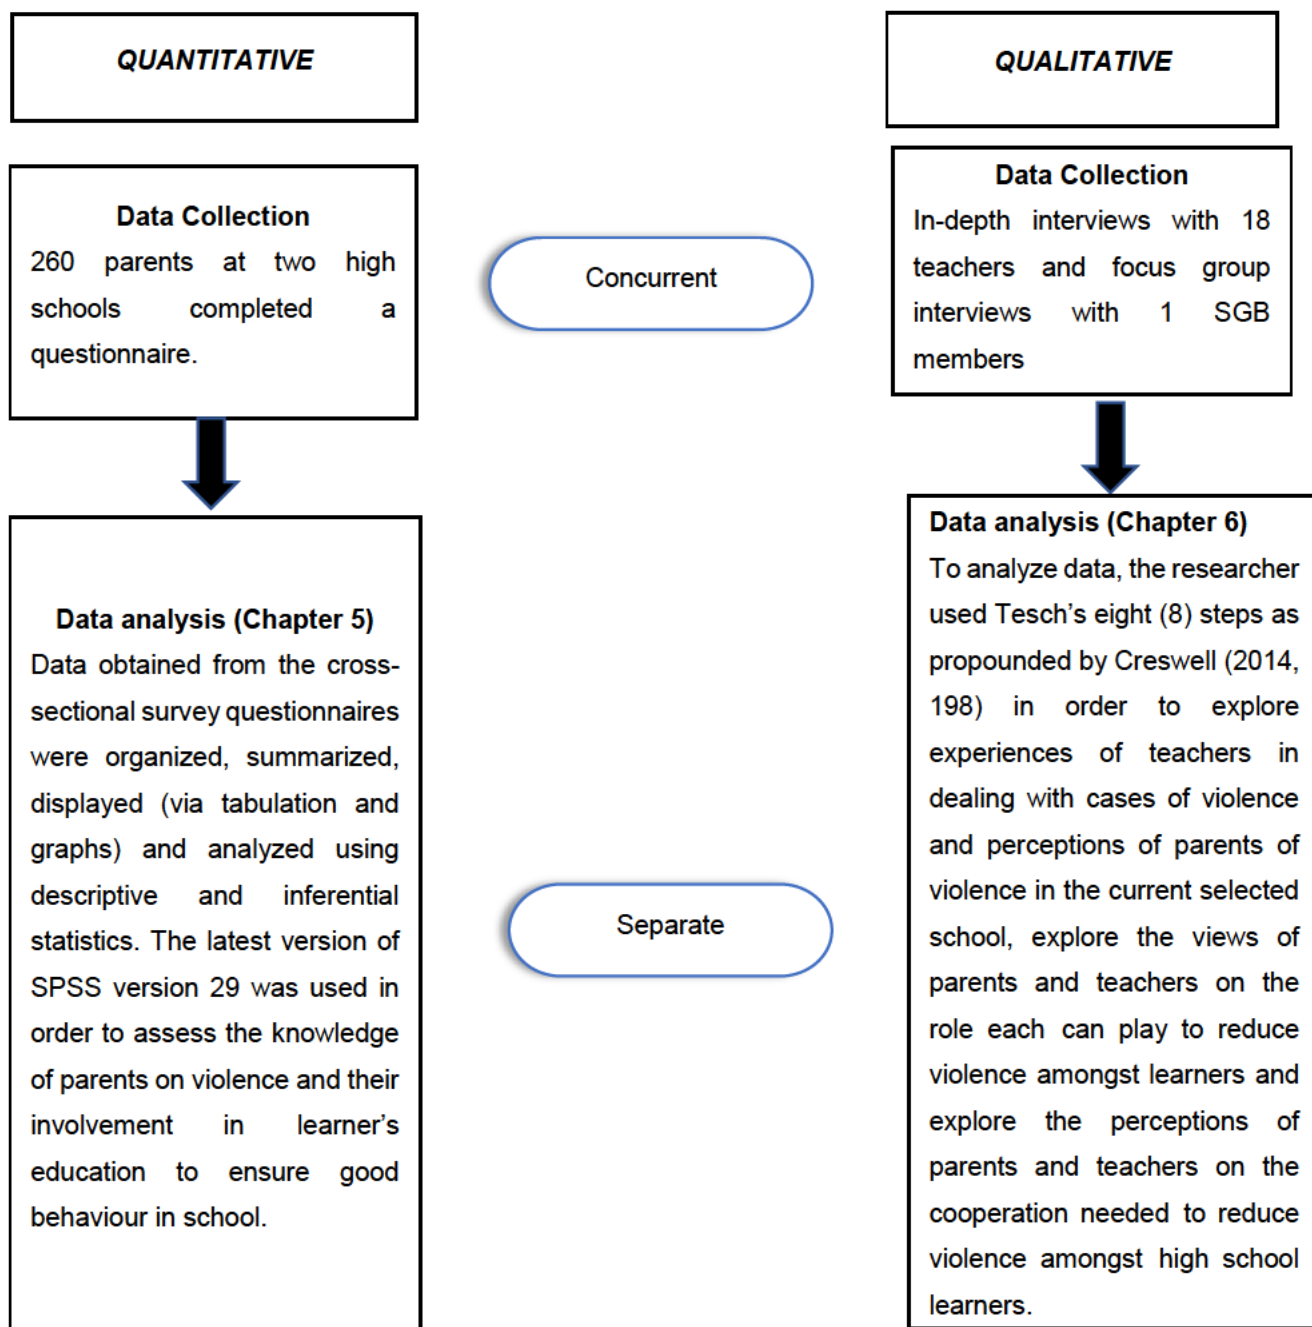 QUANTITATIVE
QUALITATIVE
Data Collection
260 parents at two high
schools completed a
questionnaire.
Concurrent
Data Collection
In-depth interviews with 18
teachers and focus group
interviews with 1 SGB
members
Data analysis (Chapter 5)
Data obtained from the cross-
sectional survey questionnaires
were organized, summarized,
displayed (via tabulation and
graphs) and analyzed using
descriptive and inferential
statistics. The latest version of
SPSS version 29 was used in
order to assess the knowledge
of parents on violence and their
involvement in learner’s
education to ensure good
behaviour in school.
Separate
Data analysis (Chapter 6)
To analyze data, the researcher
used Tesch’s eight (8) steps as
propounded by Creswell (2014,
198) in order to explore
experiences of teachers in
dealing with cases of violence
and perceptions of parents of
violence in the current selected
school, explore the views of
parents and teachers on the
role each can play to reduce
violence amongst learners and
explore the perceptions of
parents and teachers on the
cooperation needed to reduce
violence amongst high school
learners.